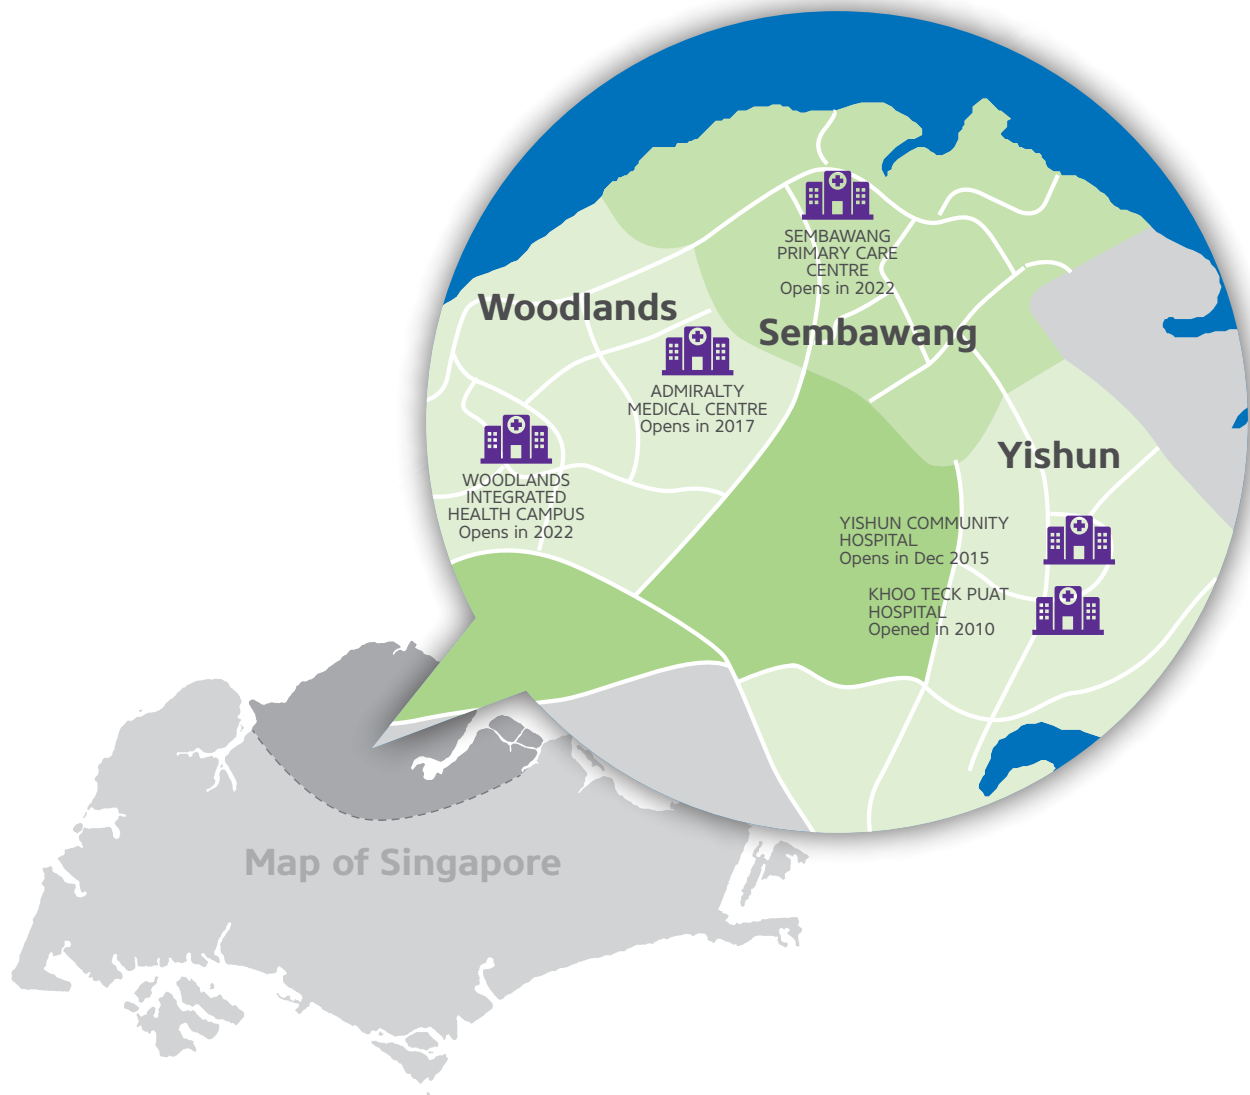 SEMBAWANG
PRIMARY CARE
CENTRE
Opens in 2022
Woodlands
Sembawang
ADMIRALTY
MEDICAL CENTRE
Opens in 2017
WOODLANDS
INTEGRATED
HEALTH CAMPUS
Opens in 2022
Yishun
YISHUN COMMUNITY
HOSPITAL
Opens in Dec 2015
KHOO TECK PUAT
HOSPITAL
Opened in 2010
Map of Singapore